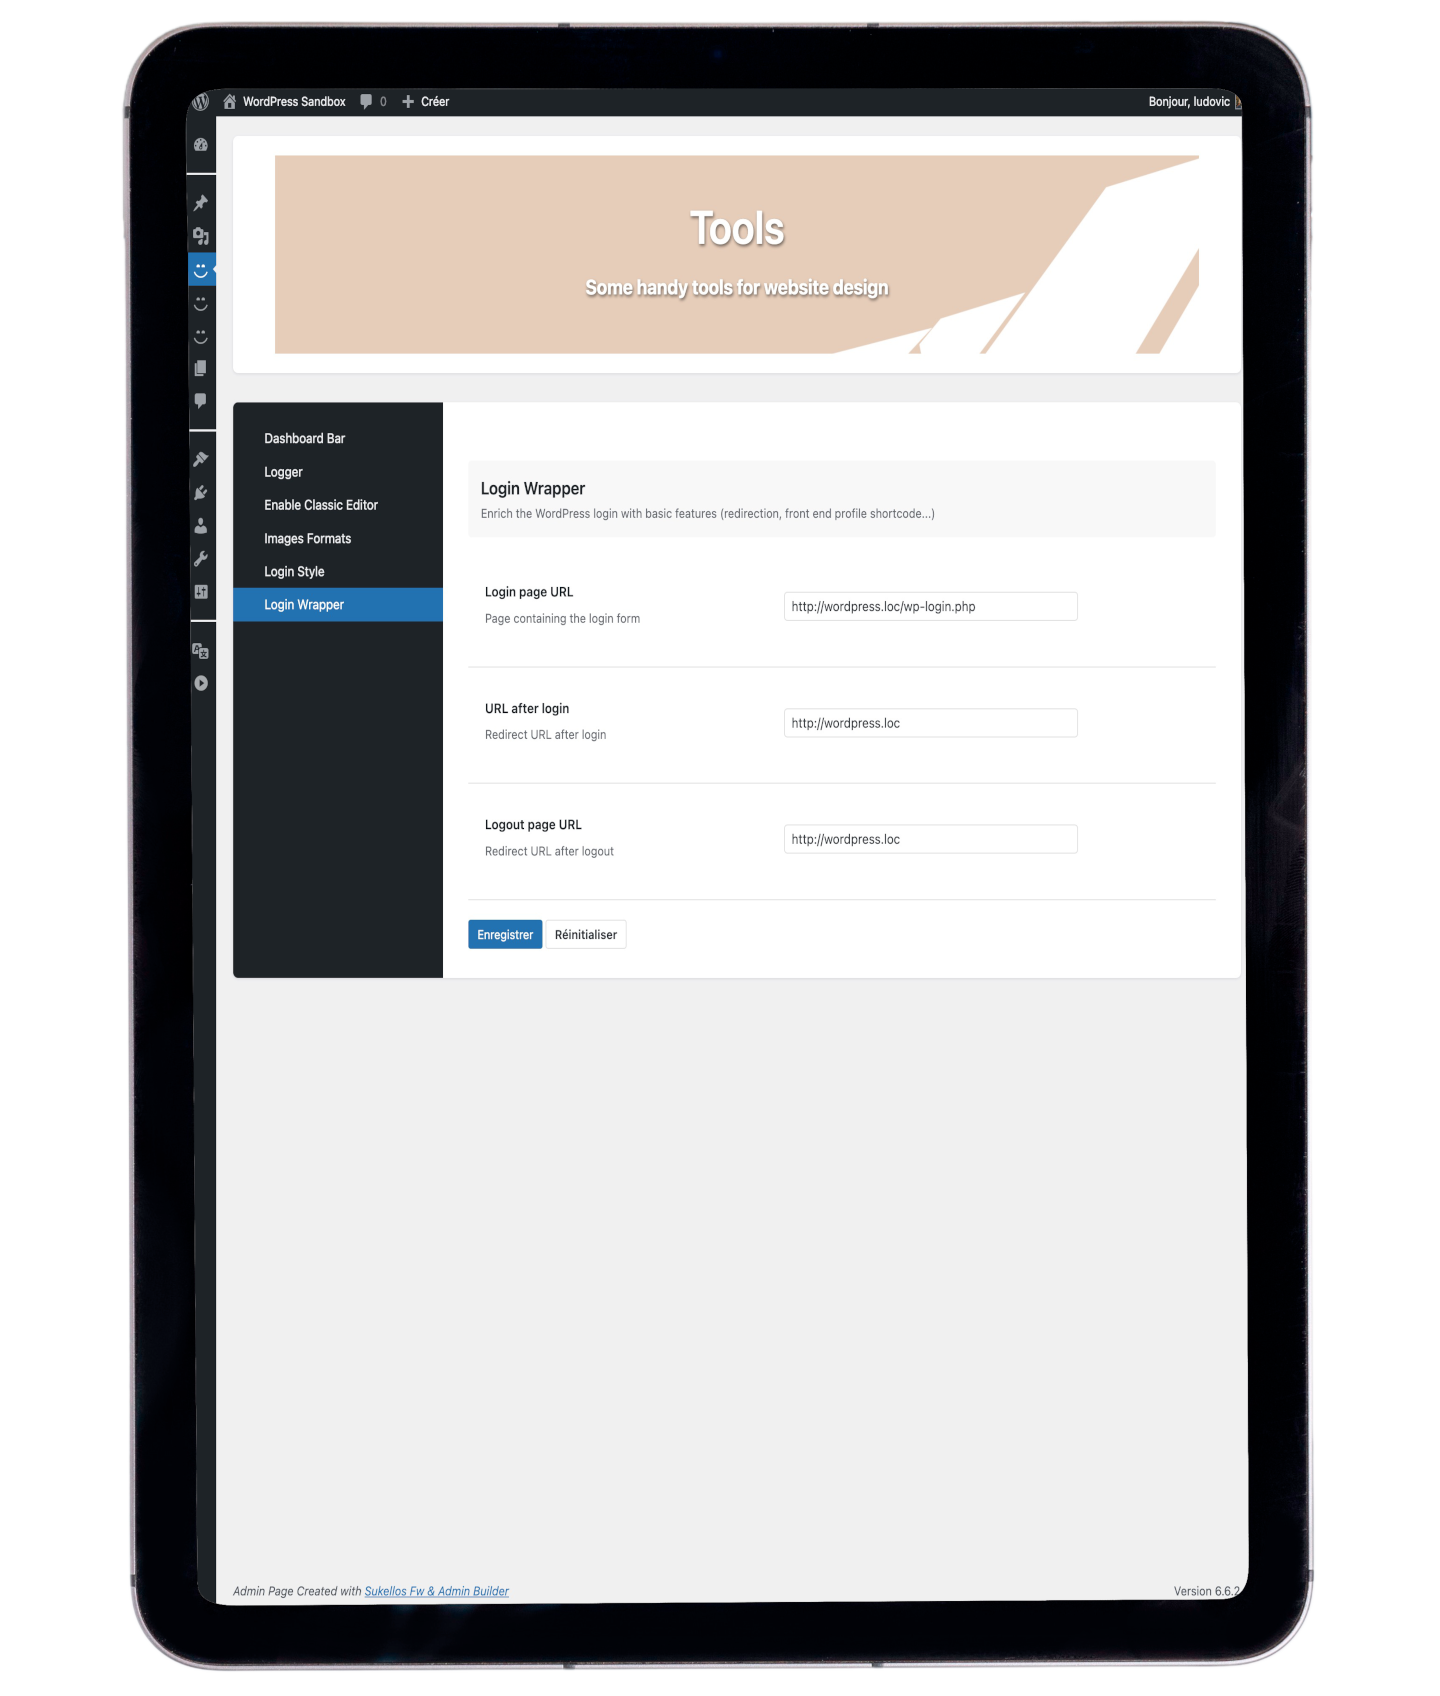 WordPress Sandbox 0 Créer Bonjour, ludovic
Tools
Some handy tools for website design
Dashboard Bar
Logger
Enable Classic Editor
Images Formats
Login Style
Login Wrapper
Login Wrapper
Enrich the WordPress login with basic features (redirection, front end profile shortcode...)
Login page URL
Page containing the login form
http://wordpress.loc/wp-login.php
URL after login
Redirect URL after login
http://wordpress.loc
Logout page URL
Redirect URL after logout
http://wordpress.loc
Enregistrer Réinitialiser
Admin Page Created with Sukellos Fw & Admin Builder Version 6.6.2